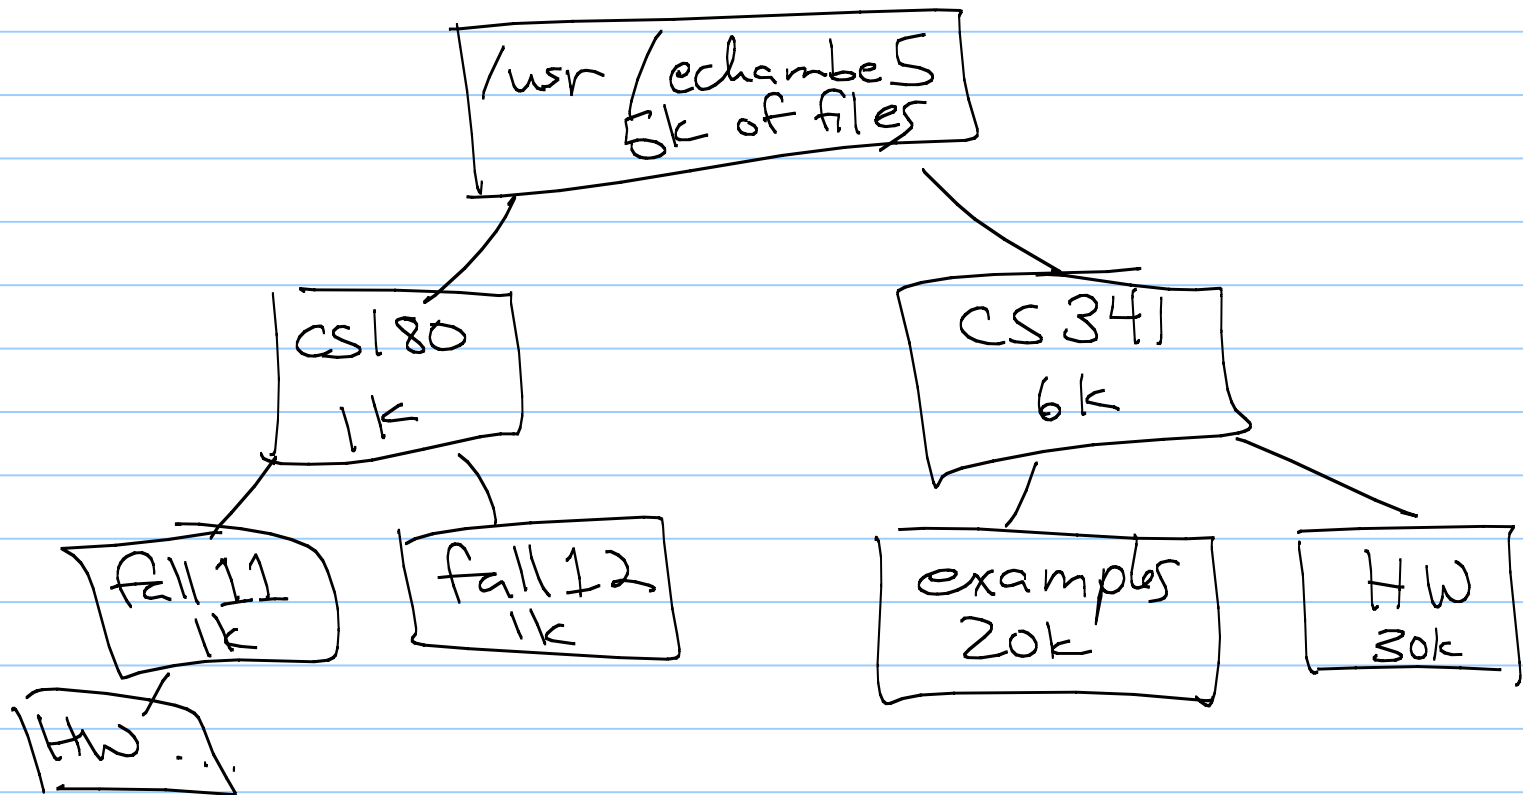 /usr/echambe5
5k of files
cs180
1k
cs341
6k
fall11
1k
fall12
1k
examples
20k
HW
30k
HW...